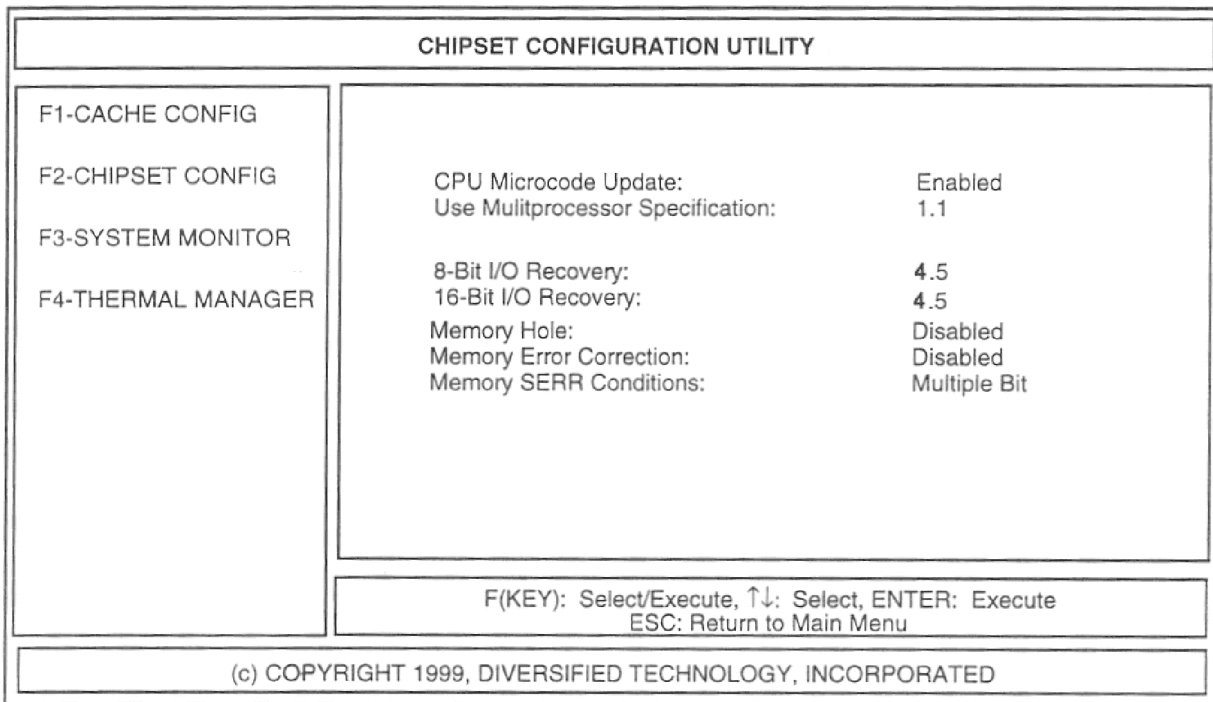 CHIPSET CONFIGURATION UTILITY
F1-CACHE CONFIG
F2-CHIPSET CONFIG
F3-SYSTEM MONITOR
F4-THERMAL MANAGER
CPU Microcode Update: Enabled
Use Mulitprocessor Specification: 1.1
8-Bit I/O Recovery: 4.5
16-Bit I/O Recovery: 4.5
Memory Hole: Disabled
Memory Error Correction: Disabled
Memory SERR Conditions: Multiple Bit
F(KEY): Select/Execute, ↑↓: Select, ENTER: Execute
ESC: Return to Main Menu
(c) COPYRIGHT 1999, DIVERSIFIED TECHNOLOGY, INCORPORATED